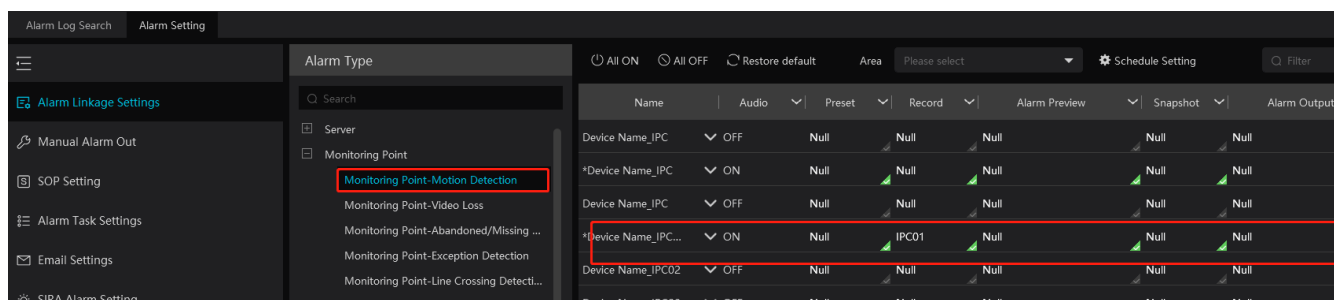 Alarm Log Search Alarm Setting
Alarm Type
All ON All OFF Restore default Area Please select Schedule Setting Filter
Alarm Linkage Settings
Search
Name Audio Preset Record Alarm Preview Snapshot Alarm Output
Server
Device Name_IPC OFF Null Null Null Null Null
Manual Alarm Out
Monitoring Point
*Device Name_IPC ON Null Null Null Null Null
SOP Setting
Monitoring Point-Motion Detection
Monitoring Point-Video Loss
Device Name_IPC OFF Null Null Null Null Null
Alarm Task Settings
Monitoring Point-Abandoned/Missing ...
*Device Name_IPC... ON Null IPC01 Null Null Null
Email Settings
Monitoring Point-Exception Detection
Device Name_IPC02 OFF Null Null Null Null Null
Monitoring Point-Line Crossing Detecti...
SIRA Alarm Setting